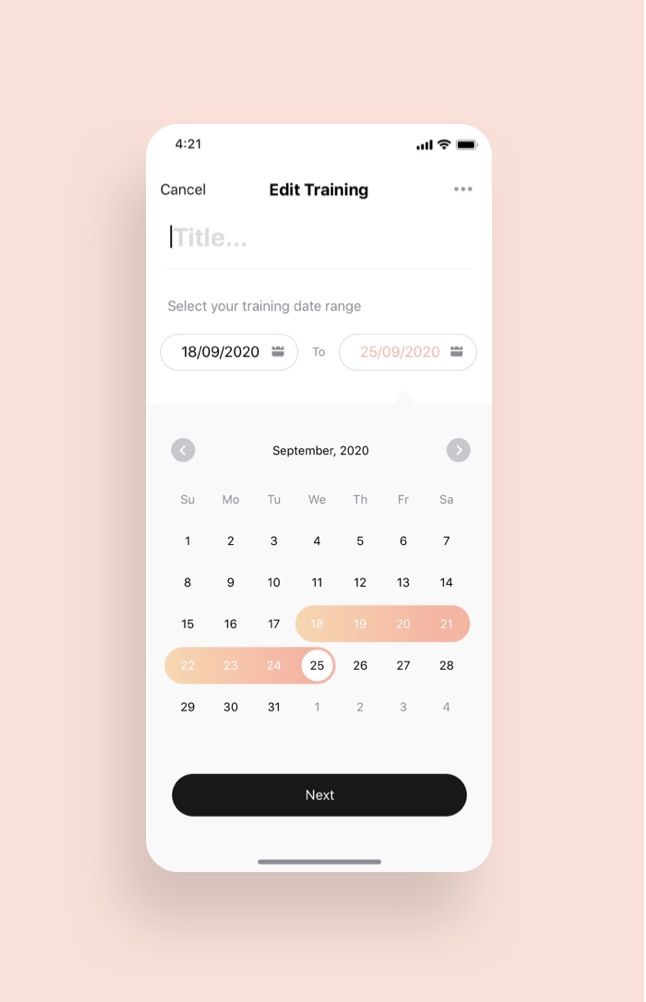 4:21
Cancel Edit Training
Title...
Select your training date range
18/09/2020 To 25/09/2020
September, 2020
Su Mo Tu We Th Fr Sa
1 2 3 4 5 6 7
8 9 10 11 12 13 14
15 16 17 18 19 20 21
22 23 24 25 26 27 28
29 30 31 1 2 3 4
Next